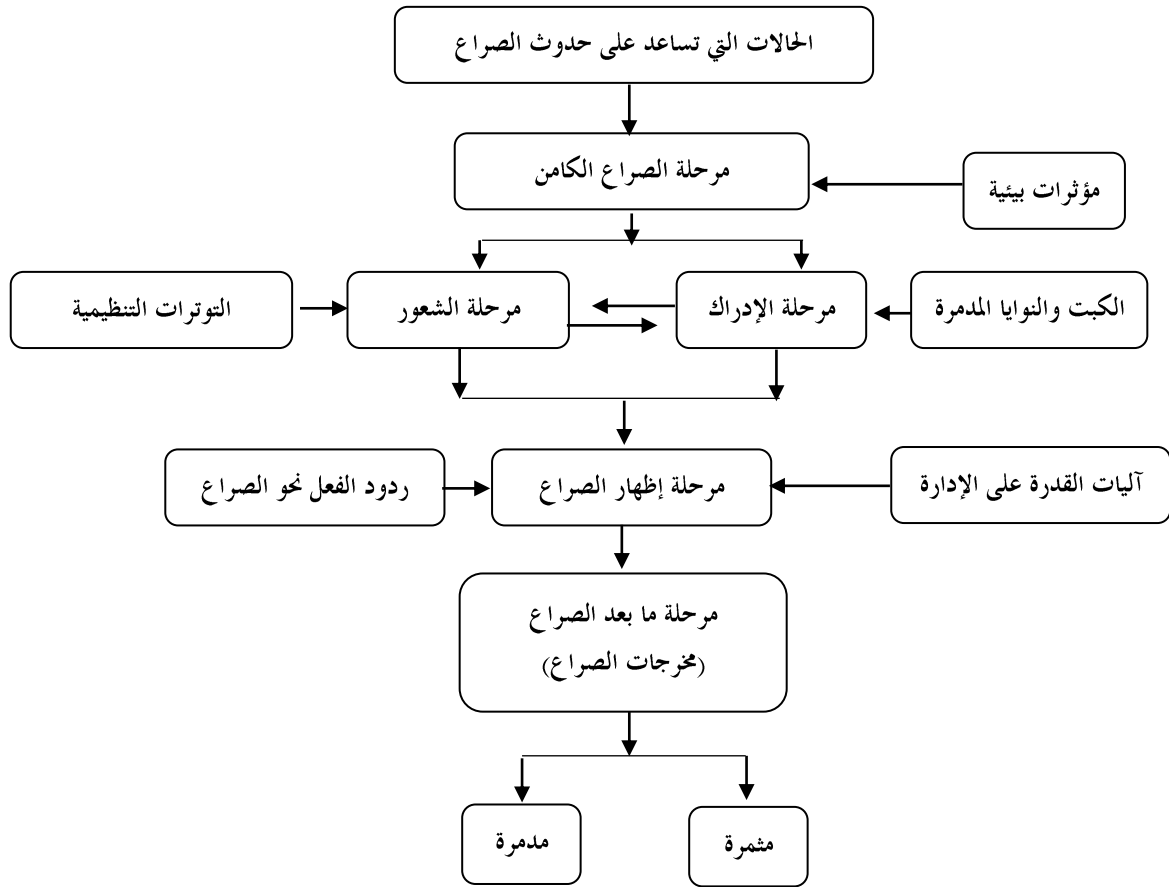 الحالات التي تساعد على حدوث الصراع
مرحلة الصراع الكامن
مؤثرات بيئية
الكبت والنوايا المدمرة
مرحلة الإدراك
مرحلة الشعور
التوترات التنظيمية
آليات القدرة على الإدارة
مرحلة إظهار الصراع
ردود الفعل نحو الصراع
مرحلة ما بعد الصراع
(مخرجات الصراع)
مثمرة
مدمرة